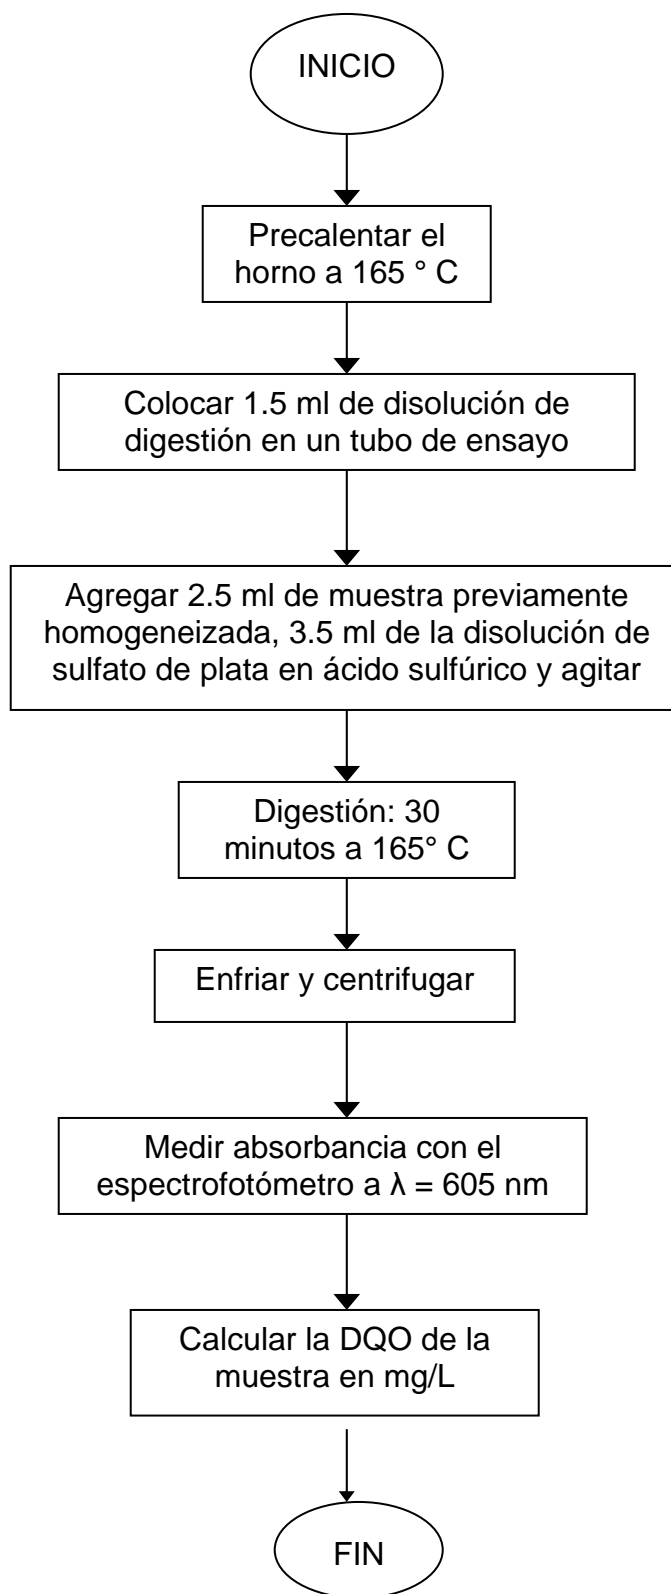 INICIO
Precalentar el
horno a 165 ° C
Colocar 1.5 ml de disolución de
digestión en un tubo de ensayo
Agregar 2.5 ml de muestra previamente
homogeneizada, 3.5 ml de la disolución de
sulfato de plata en ácido sulfúrico y agitar
Digestión: 30
minutos a 165° C
Enfriar y centrifugar
Medir absorbancia con el
espectrofotómetro a λ = 605 nm
Calcular la DQO de la
muestra en mg/L
FIN